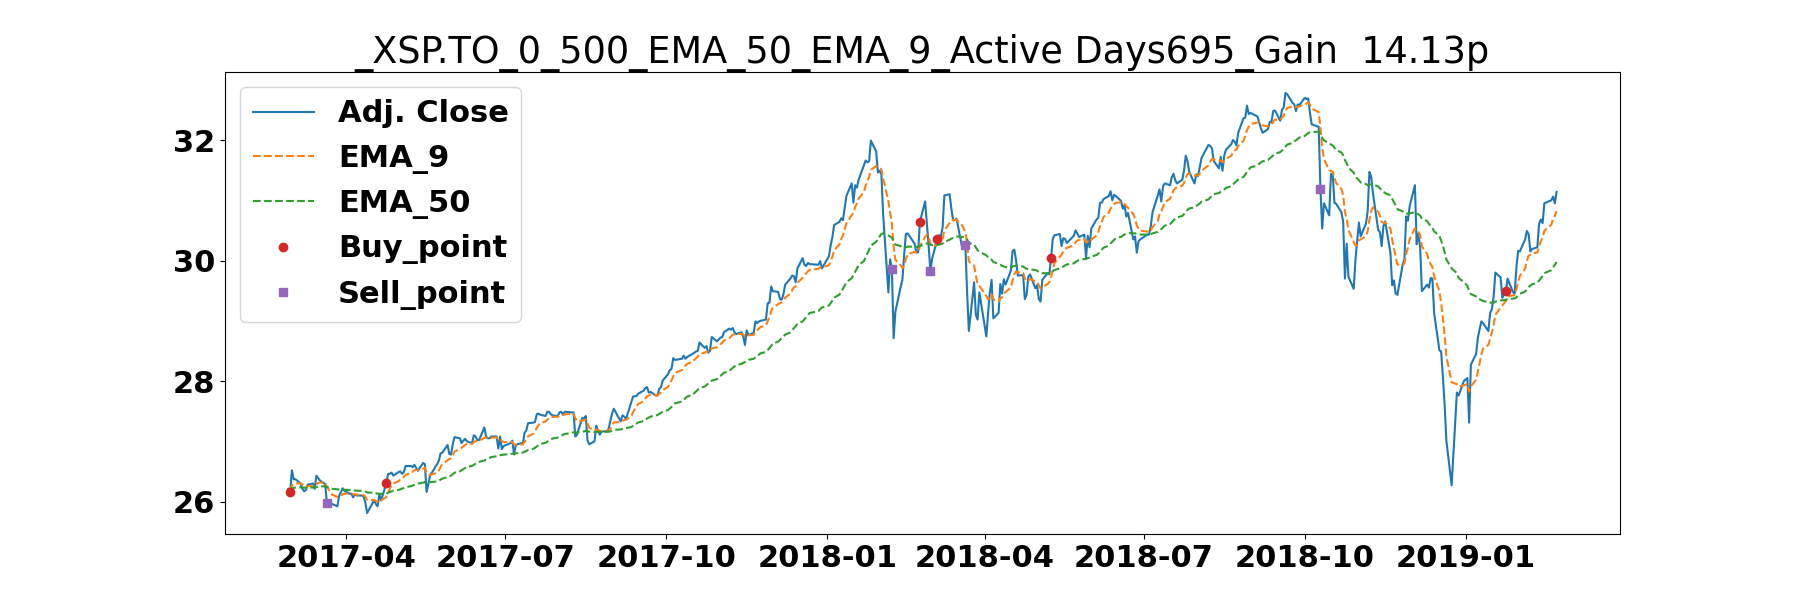 _XSP.TO_0_500_EMA_50_EMA_9_Active Days695_Gain  14.13p
Adj. Close
EMA_9
EMA_50
Buy_point
Sell_point
32
30
28
26
2017-04 2017-07 2017-10 2018-01 2018-04 2018-07 2018-10 2019-01